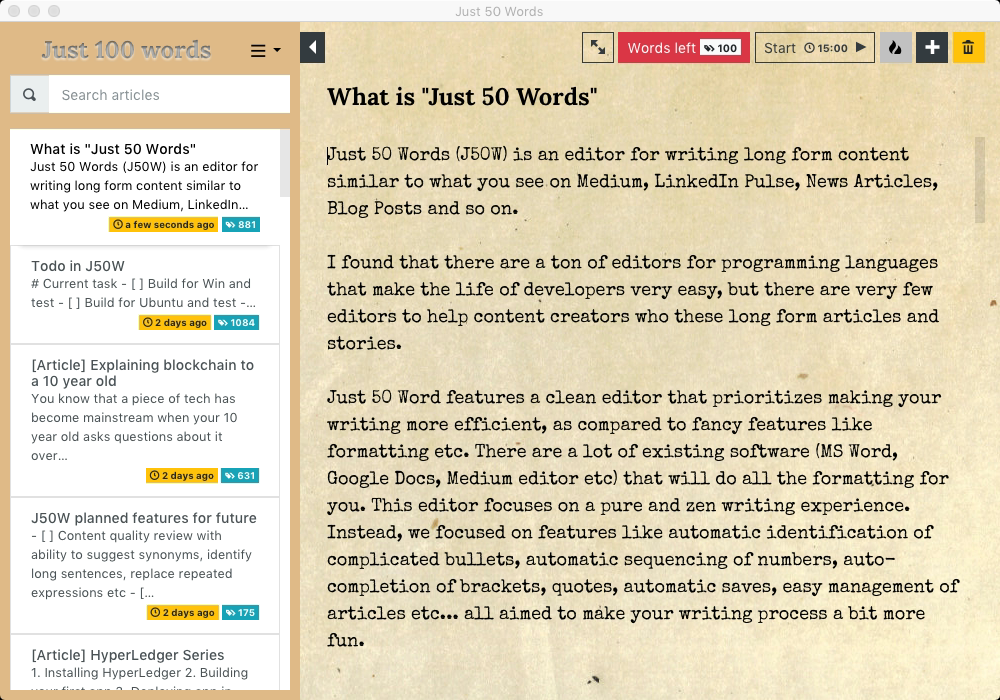 Just 50 Words
Just 100 words
Search articles
What is "Just 50 Words"
Just 50 Words (J50W) is an editor for
writing long form content similar to
what you see on Medium, LinkedIn...
a few seconds ago 881
Todo in J50W
# Current task - [ ] Build for Win and
test - [ ] Build for Ubuntu and test -...
2 days ago 1084
[Article] Explaining blockchain to
a 10 year old
You know that a piece of tech has
become mainstream when your 10
year old asks questions about it
over...
2 days ago 631
J50W planned features for future
- [ ] Content quality review with
ability to suggest synonyms, identify
long sentences, replace repeated
expressions etc - [...
2 days ago 175
[Article] HyperLedger Series
1. Installing HyperLedger 2. Building
your first app 3. Deploying app in
Words left 100 Start 15:00
What is "Just 50 Words"
Just 50 Words (J50W) is an editor for writing long form content
similar to what you see on Medium, LinkedIn Pulse, News Articles,
Blog Posts and so on.
I found that there are a ton of editors for programming languages
that make the life of developers very easy, but there are very few
editors to help content creators who these long form articles and
stories.
Just 50 Word features a clean editor that prioritizes making your
writing more efficient, as compared to fancy features like
formatting etc. There are a lot of existing software (MS Word,
Google Docs, Medium editor etc) that will do all the formatting for
you. This editor focuses on a pure and zen writing experience.
Instead, we focused on features like automatic identification of
complicated bullets, automatic sequencing of numbers, auto-
completion of brackets, quotes, automatic saves, easy management of
articles etc... all aimed to make your writing process a bit more
fun.